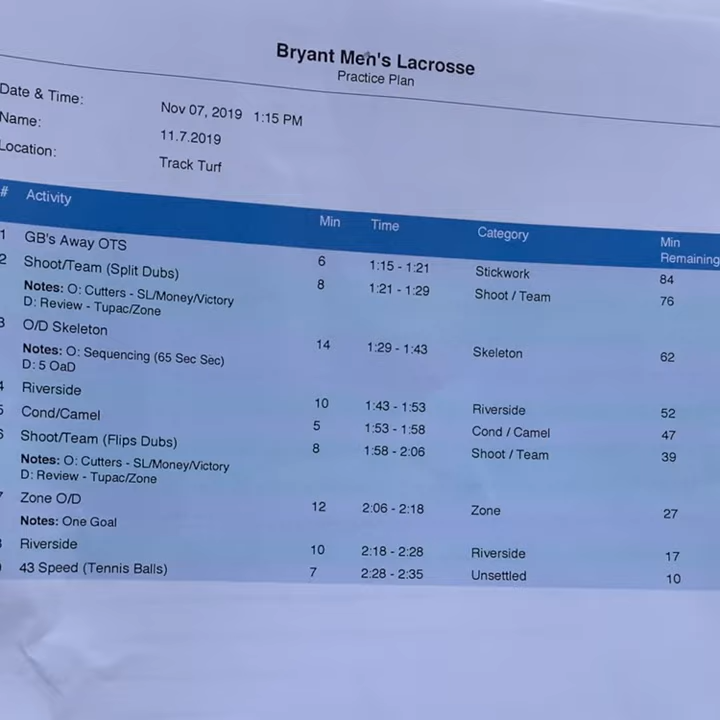 Bryant Men's Lacrosse
Practice Plan
Date & Time: Nov 07, 2019 1:15 PM
Name: 11.7.2019
Location: Track Turf
# Activity Min Time Category Min Remaining
1 GB's Away OTS 6 1:15 - 1:21 Stickwork 84
2 Shoot/Team (Split Dubs) 8 1:21 - 1:29 Shoot / Team 76
Notes: O: Cutters - SL/Money/Victory
D: Review - Tupac/Zone
3 O/D Skeleton 14 1:29 - 1:43 Skeleton 62
Notes: O: Sequencing (65 Sec Sec)
D: 5 OaD
4 Riverside 10 1:43 - 1:53 Riverside 52
5 Cond/Camel 5 1:53 - 1:58 Cond / Camel 47
6 Shoot/Team (Flips Dubs) 8 1:58 - 2:06 Shoot / Team 39
Notes: O: Cutters - SL/Money/Victory
D: Review - Tupac/Zone
7 Zone O/D 12 2:06 - 2:18 Zone 27
Notes: One Goal
Riverside 10 2:18 - 2:28 Riverside 17
43 Speed (Tennis Balls) 7 2:28 - 2:35 Unsettled 10